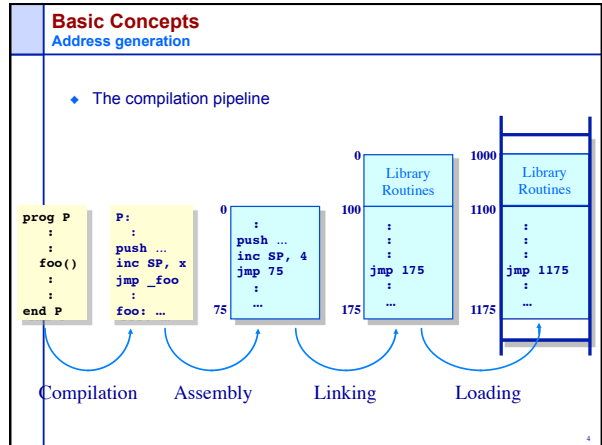 Basic Concepts
Address generation
◆ The compilation pipeline
prog P
:
:
foo()
:
:
end P
P:
:
push ...
inc SP, x
jmp _foo
:
foo: ...
0
75
:
push ...
inc SP, 4
jmp 75
:
...
0
100
175
Library
Routines
:
:
:
jmp 175
:
...
1000
1100
1175
Library
Routines
:
:
:
jmp 1175
:
...
Compilation
Assembly
Linking
Loading
4